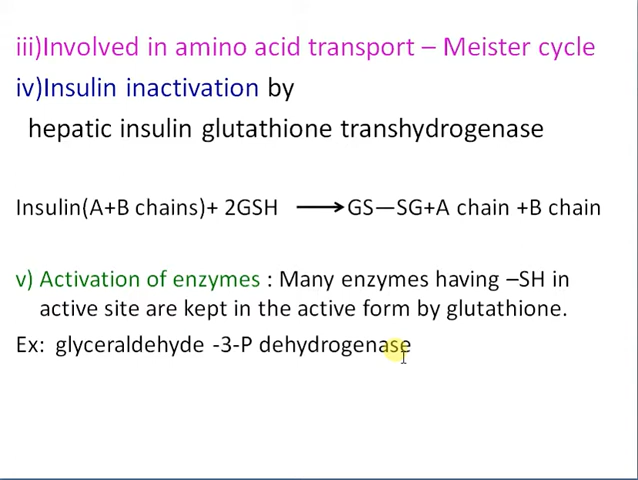 iii)Involved in amino acid transport – Meister cycle
iv)Insulin inactivation by
hepatic insulin glutathione transhydrogenase
Insulin(A+B chains)+ 2GSH ⟶ GS—SG+A chain +B chain
v) Activation of enzymes : Many enzymes having –SH in
active site are kept in the active form by glutathione.
Ex: glyceraldehyde -3-P dehydrogenase